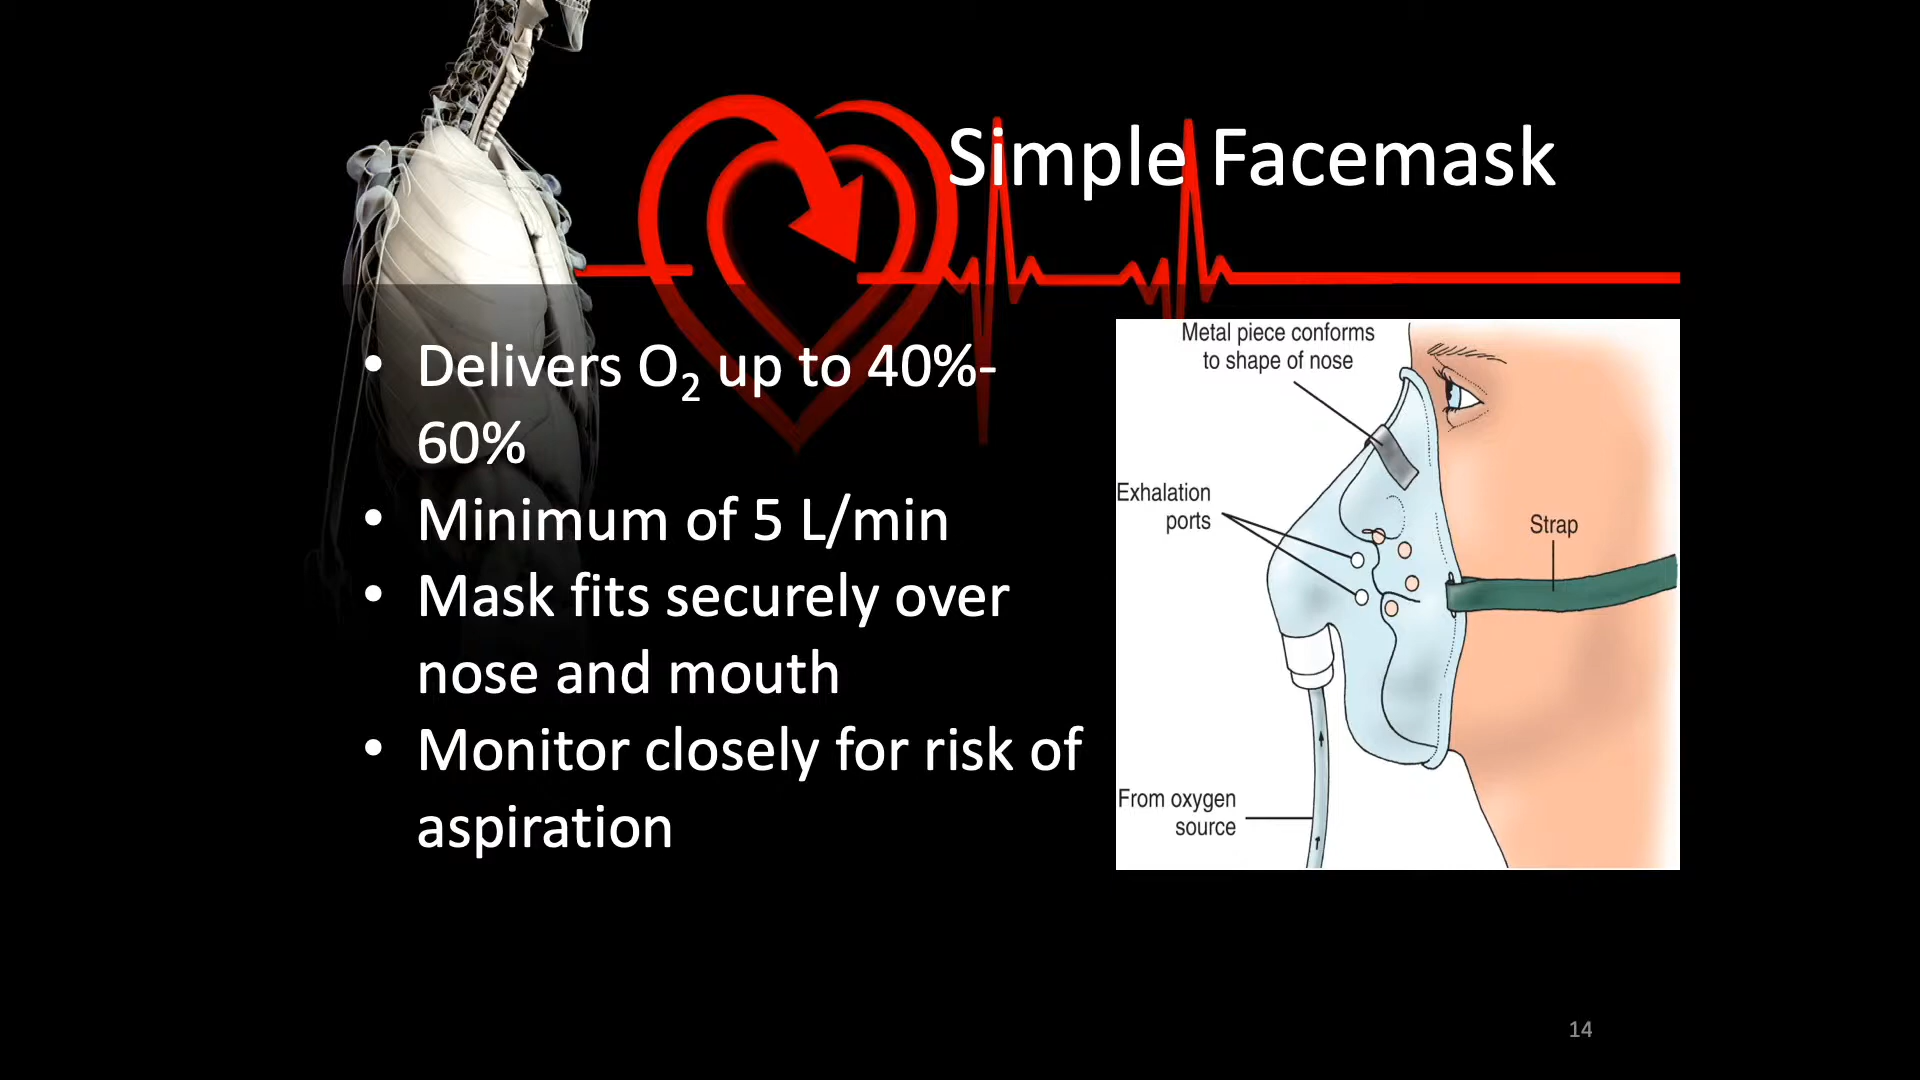 Simple Facemask
• Delivers O₂ up to 40%-
60%
• Minimum of 5 L/min
• Mask fits securely over
nose and mouth
• Monitor closely for risk of
aspiration
Metal piece conforms
to shape of nose
Exhalation
ports
Strap
From oxygen
source
14